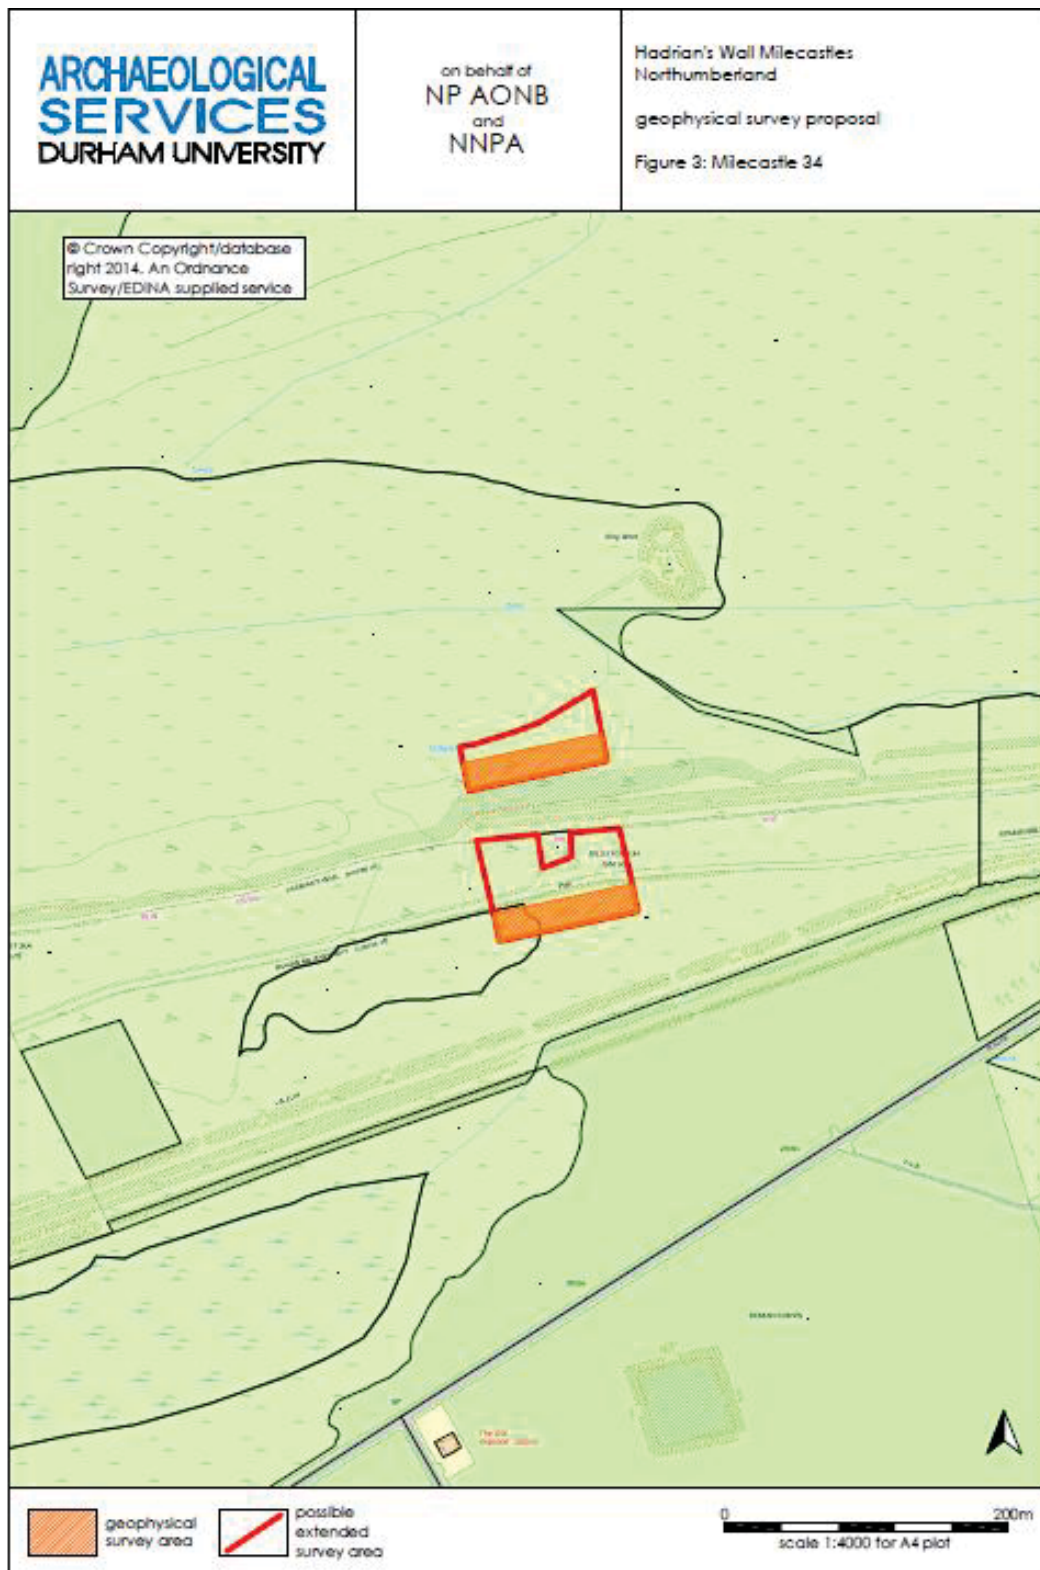 ARCHAEOLOGICAL
SERVICES
DURHAM UNIVERSITY
on behalf of
NP AONB
and
NNPA
Hadrian's Wall Milecastles
Northumberland
geophysical survey proposal
Figure 3: Milecastle 34
© Crown Copyright/database
right 2014. An Ordnance
Survey/EDINA supplied service
geophysical
survey area
possible
extended
survey area
0
200m
scale 1:4000 for A4 plot